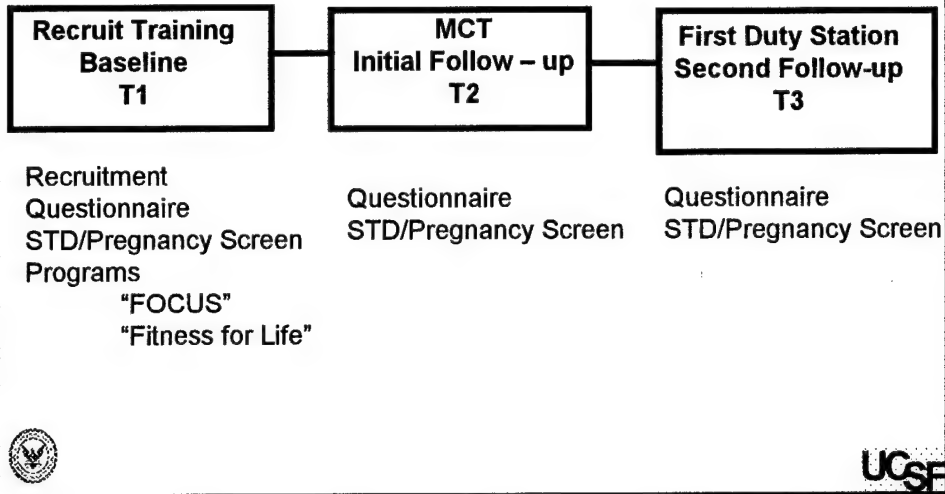 Recruit Training
Baseline
T1
MCT
Initial Follow – up
T2
First Duty Station
Second Follow-up
T3
Recruitment
Questionnaire
STD/Pregnancy Screen
Programs
"FOCUS"
"Fitness for Life"
Questionnaire
STD/Pregnancy Screen
Questionnaire
STD/Pregnancy Screen
UCSF